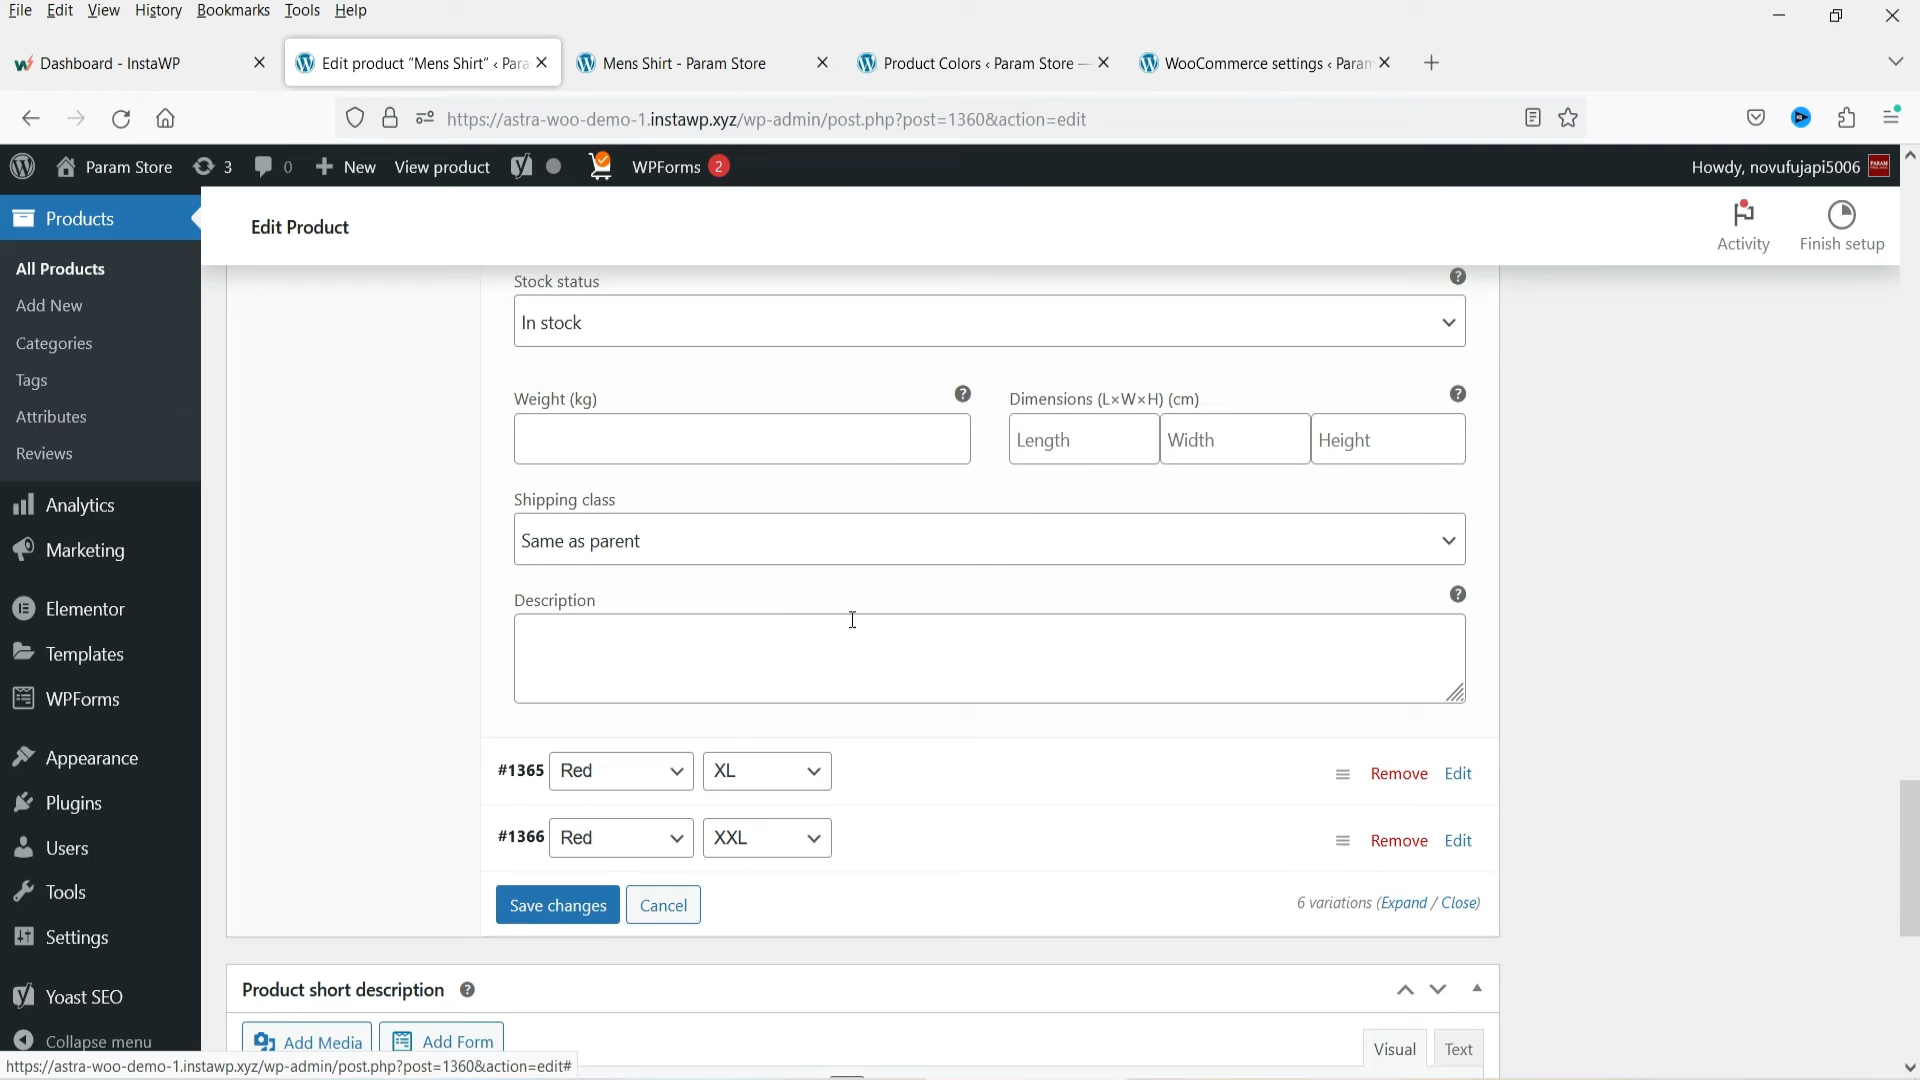 File Edit View History Bookmarks Tools Help
Dashboard - InstaWP
Edit product “Mens Shirt” ‹ Para
Mens Shirt - Param Store
Product Colors ‹ Param Store —
WooCommerce settings ‹ Param
https://astra-woo-demo-1.instawp.xyz/wp-admin/post.php?post=1360&action=edit
Param Store 3 0 New View product WPForms 2 Howdy, novufujapi5006
Products
Edit Product
Activity
Finish setup
All Products
Add New
Categories
Tags
Attributes
Reviews
Analytics
Marketing
Elementor
Templates
WPForms
Appearance
Plugins
Users
Tools
Settings
Yoast SEO
Collapse menu
Stock status
In stock
Weight (kg)
Dimensions (L×W×H) (cm)
Length Width Height
Shipping class
Same as parent
Description
#1365 Red XL Remove Edit
#1366 Red XXL Remove Edit
Save changes Cancel 6 variations (Expand / Close)
Product short description
Add Media Add Form Visual Text
https://astra-woo-demo-1.instawp.xyz/wp-admin/post.php?post=1360&action=edit#